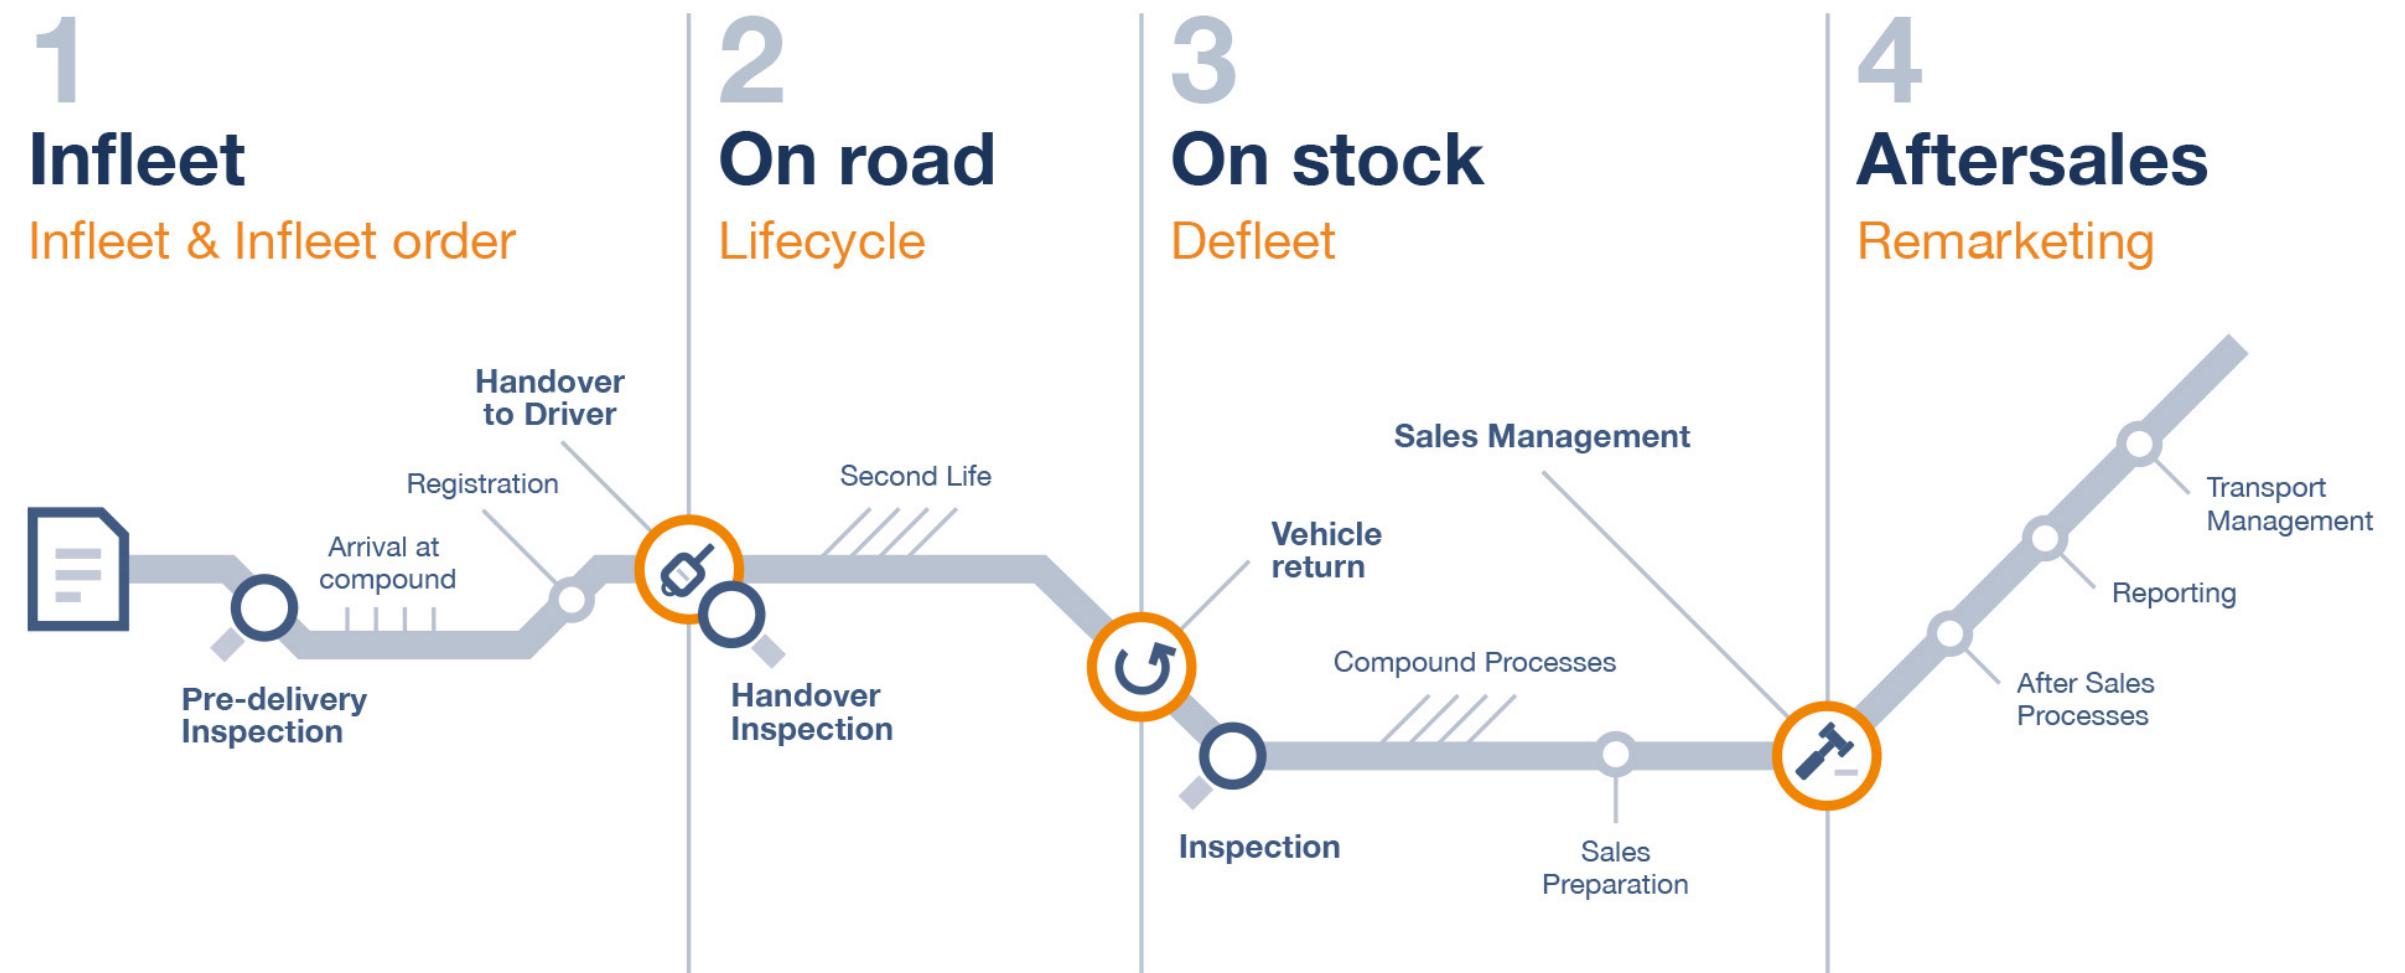 1
Infleet
Infleet & Infleet order
Handover
to Driver
Registration
Arrival at
compound
Pre-delivery
Inspection
2
On road
Lifecycle
Second Life
Handover
Inspection
3
On stock
Defleet
Sales Management
Vehicle
return
Compound Processes
Inspection
Sales
Preparation
4
Aftersales
Remarketing
Transport
Management
Reporting
After Sales
Processes